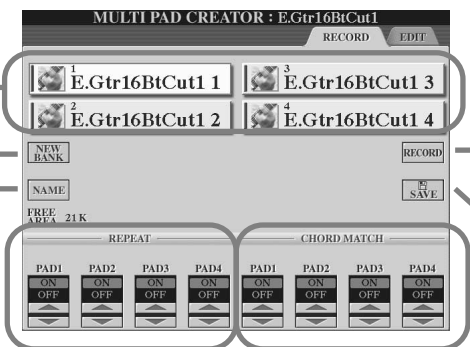 MULTI PAD CREATOR : E.Gtr16BtCut1
RECORD EDIT
1 E.Gtr16BtCut1 1 3 E.Gtr16BtCut1 3
2 E.Gtr16BtCut1 2 4 E.Gtr16BtCut1 4
NEW
BANK
RECORD
NAME
SAVE
FREE
AREA 21K
REPEAT CHORD MATCH
PAD1 PAD2 PAD3 PAD4 PAD1 PAD2 PAD3 PAD4
ON ON ON ON ON ON ON ON
OFF OFF OFF OFF OFF OFF OFF OFF